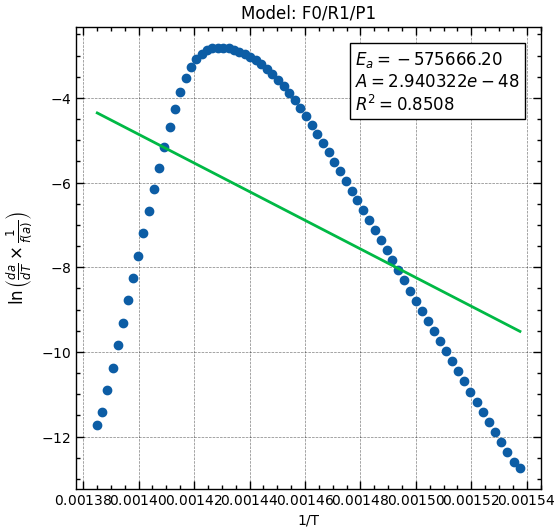 Model: F0/R1/P1
E_a = −575666.20
A = 2.940322e − 48
R² = 0.8508
ln (da/dT × 1/f(a))
−4
−6
−8
−10
−12
0.00138 0.00140 0.00142 0.00144 0.00146 0.00148 0.00150 0.00152 0.00154
1/T